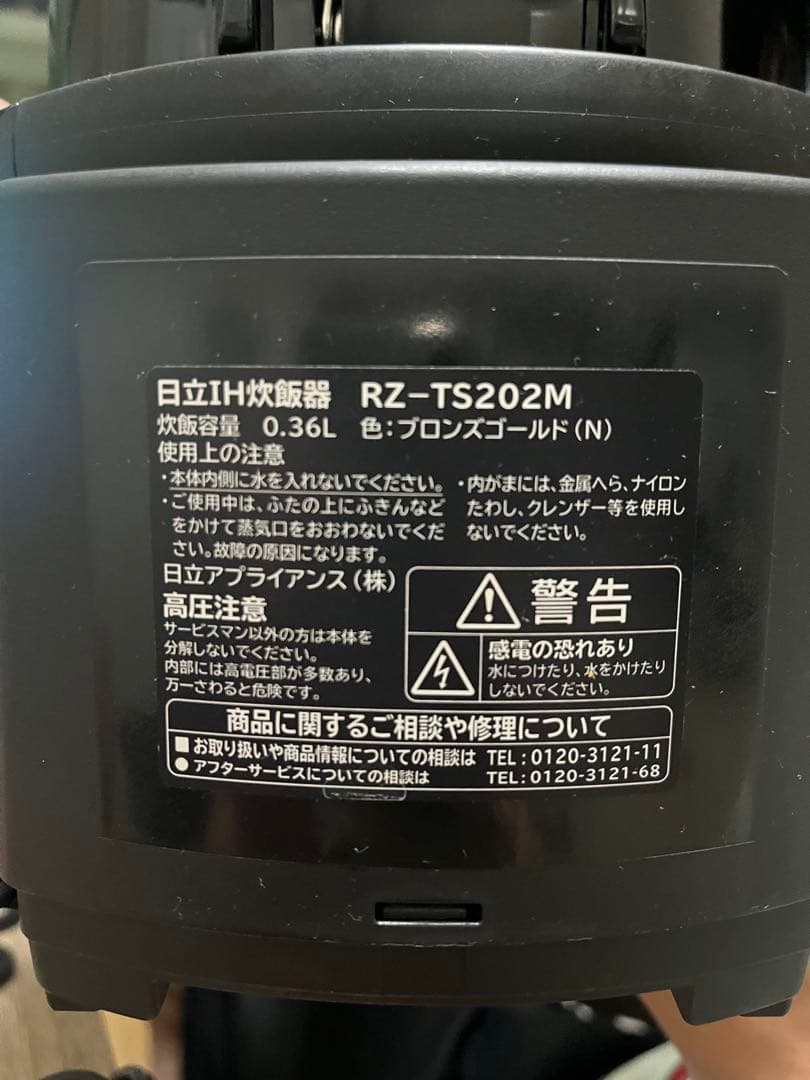 日立IH炊飯器 RZ-TS202M
炊飯容量 0.36L 色:ブロンズゴールド(N)
使用上の注意
・本体内側に水を入れないでください。
・ご使用中は、ふたの上にふきんなど
をかけて蒸気口をおおわないでくだ
さい。故障の原因になります。
・内がまには、金属へら、ナイロン
たわし、クレンザー等を使用し
ないでください。
日立アプライアンス(株)
高圧注意
サービスマン以外の方は本体を
分解しないでください。
内部には高電圧部が多数あり、
万一さわると危険です。
警告
感電の恐れあり
水につけたり、水をかけたり
しないでください。
商品に関するご相談や修理について
■お取り扱いや商品情報についての相談は TEL:0120-3121-11
●アフターサービスについての相談は TEL:0120-3121-68